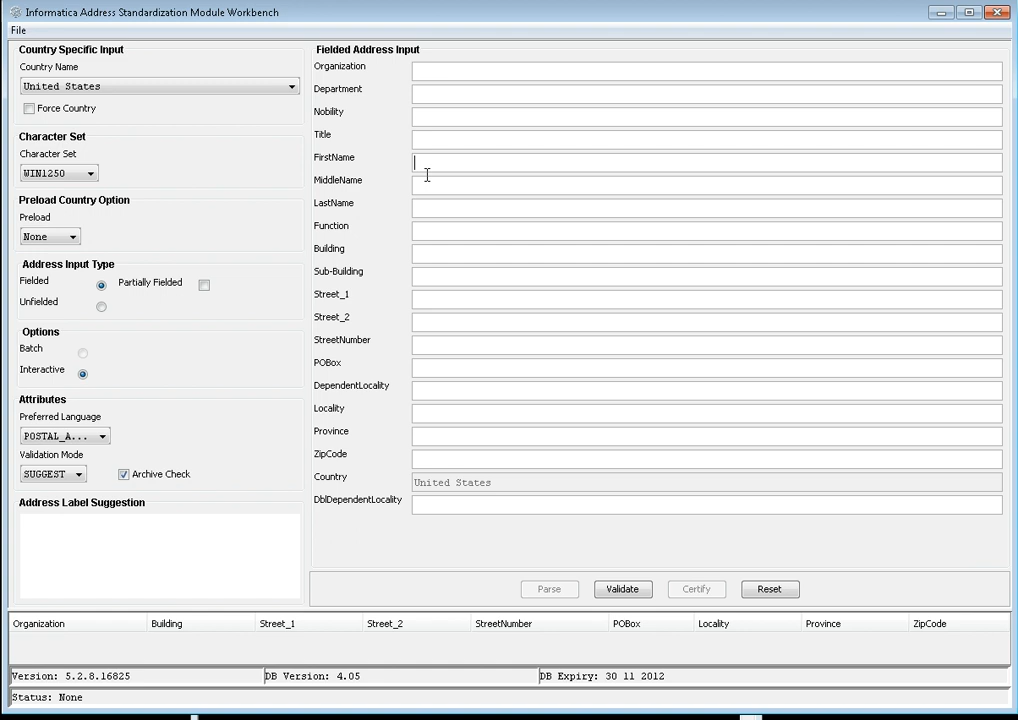 Informatica Address Standardization Module Workbench
File
Country Specific Input
Country Name
United States
Force Country
Character Set
Character Set
WIN1250
Preload Country Option
Preload
None
Address Input Type
Fielded
Partially Fielded
Unfielded
Options
Batch
Interactive
Attributes
Preferred Language
POSTAL_A...
Validation Mode
SUGGEST
Archive Check
Address Label Suggestion
Fielded Address Input
Organization
Department
Nobility
Title
FirstName
MiddleName
LastName
Function
Building
Sub-Building
Street_1
Street_2
StreetNumber
POBox
DependentLocality
Locality
Province
ZipCode
Country United States
DblDependentLocality
Parse Validate Certify Reset
Organization Building Street_1 Street_2 StreetNumber POBox Locality Province ZipCode
Version: 5.2.8.16825 DB Version: 4.05 DB Expiry: 30 11 2012
Status: None